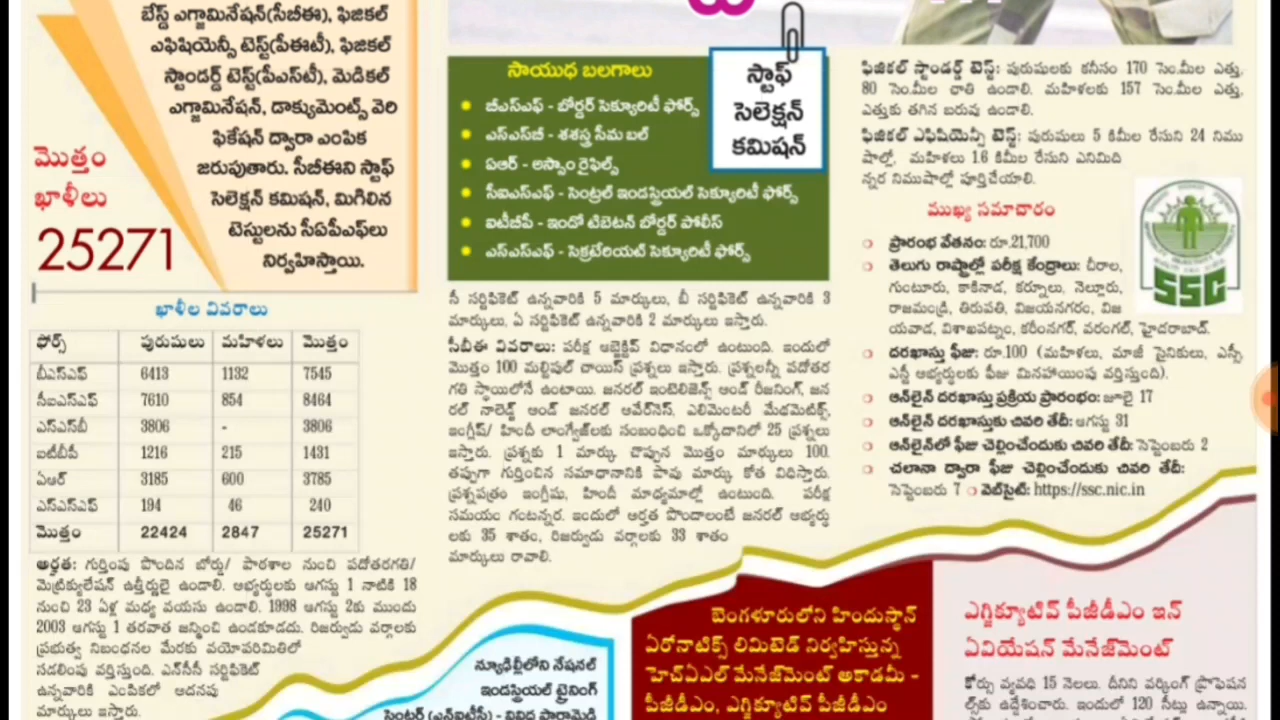 బేస్డ్ ఎగ్జామినేషన్(సీబీఈ), ఫిజికల్
ఎఫిషియెన్సీ టెస్ట్(పీఈటీ), ఫిజికల్
స్టాండర్డ్ టెస్ట్(పీఎస్‌టీ), మెడికల్
ఎగ్జామినేషన్, డాక్యుమెంట్స్ వెరి
ఫికేషన్ ద్వారా ఎంపిక
జరుపుతారు. సీబీఈని స్టాఫ్
సెలెక్షన్ కమిషన్, మిగిలిన
టెస్టులను సీఏపీఎఫ్‌లు
నిర్వహిస్తాయి.
మొత్తం
ఖాళీలు
25271
ఖాళీల వివరాలు
ఫోర్స్ పురుషులు మహిళలు మొత్తం
బీఎస్ఎఫ్ 6413 1132 7545
సీఐఎస్ఎఫ్ 7610 854 8464
ఎస్ఎస్‌బీ 3806 - 3806
ఐటీబీపీ 1216 215 1431
ఏఆర్ 3185 600 3785
ఎస్ఎస్ఎఫ్ 194 46 240
మొత్తం 22424 2847 25271
అర్హత: గుర్తింపు పొందిన బోర్డు/ పాఠశాల నుంచి పదోతరగతి/
మెట్రిక్యులేషన్ ఉత్తీర్ణులై ఉండాలి. అభ్యర్థులకు ఆగస్టు 1 నాటికి 18
నుంచి 23 ఏళ్ల మధ్య వయసు ఉండాలి. 1998 ఆగస్టు 2కు ముందు
2003 ఆగస్టు 1 తరవాత జన్మించి ఉండకూడదు. రిజర్వుడు వర్గాలకు
ప్రభుత్వ నిబంధనల మేరకు వయోపరిమితిలో
సడలింపు వర్తిస్తుంది. ఎన్‌సీసీ సర్టిఫికెట్
ఉన్నవారికి ఎంపికలో అదనపు
మార్కులు ఇస్తారు.
సాయుధ బలగాలు
బీఎస్ఎఫ్ - బోర్డర్ సెక్యూరిటీ ఫోర్స్
ఎస్ఎస్‌బీ - శశస్త్ర సీమ బల్
ఏఆర్ - అస్సాం రైఫిల్స్
సీఐఎస్ఎఫ్ - సెంట్రల్ ఇండస్ట్రియల్ సెక్యూరిటీ ఫోర్స్
ఐటీబీపీ - ఇండో టిబెటన్ బోర్డర్ పోలీస్
ఎస్ఎస్ఎఫ్ - సెక్రటేరియట్ సెక్యూరిటీ ఫోర్స్
స్టాఫ్
సెలెక్షన్
కమిషన్
సీ సర్టిఫికెట్ ఉన్నవారికి 5 మార్కులు, బీ సర్టిఫికెట్ ఉన్నవారికి 3
మార్కులు, ఏ సర్టిఫికెట్ ఉన్నవారికి 2 మార్కులు ఇస్తారు.
సీబీఈ వివరాలు: పరీక్ష ఆబ్జెక్టివ్ విధానంలో ఉంటుంది. ఇందులో
మొత్తం 100 మల్టిపుల్ చాయిస్ ప్రశ్నలు ఇస్తారు. ప్రశ్నలన్నీ పదోతర
గతి స్థాయిలోనే ఉంటాయి. జనరల్ ఇంటెలిజెన్స్ అండ్ రీజనింగ్, జన
రల్ నాలెడ్జ్ అండ్ జనరల్ అవేర్‌నెస్, ఎలిమెంటరీ మేథమెటిక్స్,
ఇంగ్లీష్/ హిందీ లాంగ్వేజ్‌లకు సంబంధించి ఒక్కోదానిలో 25 ప్రశ్నలు
ఇస్తారు. ప్రశ్నకు 1 మార్కు చొప్పున మొత్తం మార్కులు 100.
తప్పుగా గుర్తించిన సమాధానానికి పావు మార్కు కోత విధిస్తారు.
ప్రశ్నపత్రం ఇంగ్లీషు, హిందీ మాధ్యమాల్లో ఉంటుంది. పరీక్ష
సమయం గంటన్నర. ఇందులో అర్హత పొందాలంటే జనరల్ అభ్యర్థు
లకు 35 శాతం, రిజర్వుడు వర్గాలకు 33 శాతం
మార్కులు రావాలి.
ఫిజికల్ స్టాండర్డ్ టెస్ట్: పురుషులకు కనీసం 170 సెం.మీల ఎత్తు,
80 సెం.మీల ఛాతి ఉండాలి. మహిళలకు 157 సెం.మీల ఎత్తు,
ఎత్తుకు తగిన బరువు ఉండాలి.
ఫిజికల్ ఎఫిషియెన్సీ టెస్ట్: పురుషులు 5 కిమీల రేసుని 24 నిము
షాల్లో, మహిళలు 1.6 కిమీల రేసుని ఎనిమిది
న్నర నిముషాల్లో పూర్తిచేయాలి.
ముఖ్య సమాచారం
ప్రారంభ వేతనం: రూ.21,700
తెలుగు రాష్ట్రాల్లో పరీక్ష కేంద్రాలు: చీరాల,
గుంటూరు, కాకినాడ, కర్నూలు, నెల్లూరు,
రాజమండ్రి, తిరుపతి, విజయనగరం, విజ
యవాడ, విశాఖపట్నం, కరీంనగర్, వరంగల్, హైదరాబాద్.
దరఖాస్తు ఫీజు: రూ.100 (మహిళలు, మాజీ సైనికులు, ఎస్సీ,
ఎస్టీ అభ్యర్థులకు ఫీజు మినహాయింపు వర్తిస్తుంది).
ఆన్‌లైన్ దరఖాస్తు ప్రక్రియ ప్రారంభం: జూలై 17
ఆన్‌లైన్ దరఖాస్తుకు చివరి తేదీ: ఆగస్టు 31
ఆన్‌లైన్‌లో ఫీజు చెల్లించేందుకు చివరి తేదీ: సెప్టెంబరు 2
చలానా ద్వారా ఫీజు చెల్లించేందుకు చివరి తేదీ:
సెప్టెంబరు 7 వెబ్‌సైట్: https://ssc.nic.in
SSC
న్యూఢిల్లీలోని నేషనల్
ఇండస్ట్రియల్ ట్రైనింగ్
సెంటర్ (ఎన్ఐటీసీ) - వివిధ పారామెడి
బెంగళూరులోని హిందుస్థాన్
ఏరోనాటిక్స్ లిమిటెడ్ నిర్వహిస్తున్న
హెచ్ఏఎల్ మేనేజ్‌మెంట్ అకాడమీ -
పీజీడీఎం, ఎగ్జిక్యూటివ్ పీజీడీఎం
ఎగ్జిక్యూటివ్ పీజీడీఎం ఇన్
ఏవియేషన్ మేనేజ్‌మెంట్
కోర్సు వ్యవధి 15 నెలలు. దీనిని వర్కింగ్ ప్రొఫెషన
ల్స్‌కు ఉద్దేశించారు. ఇందులో 120 సీట్లు ఉన్నాయి.